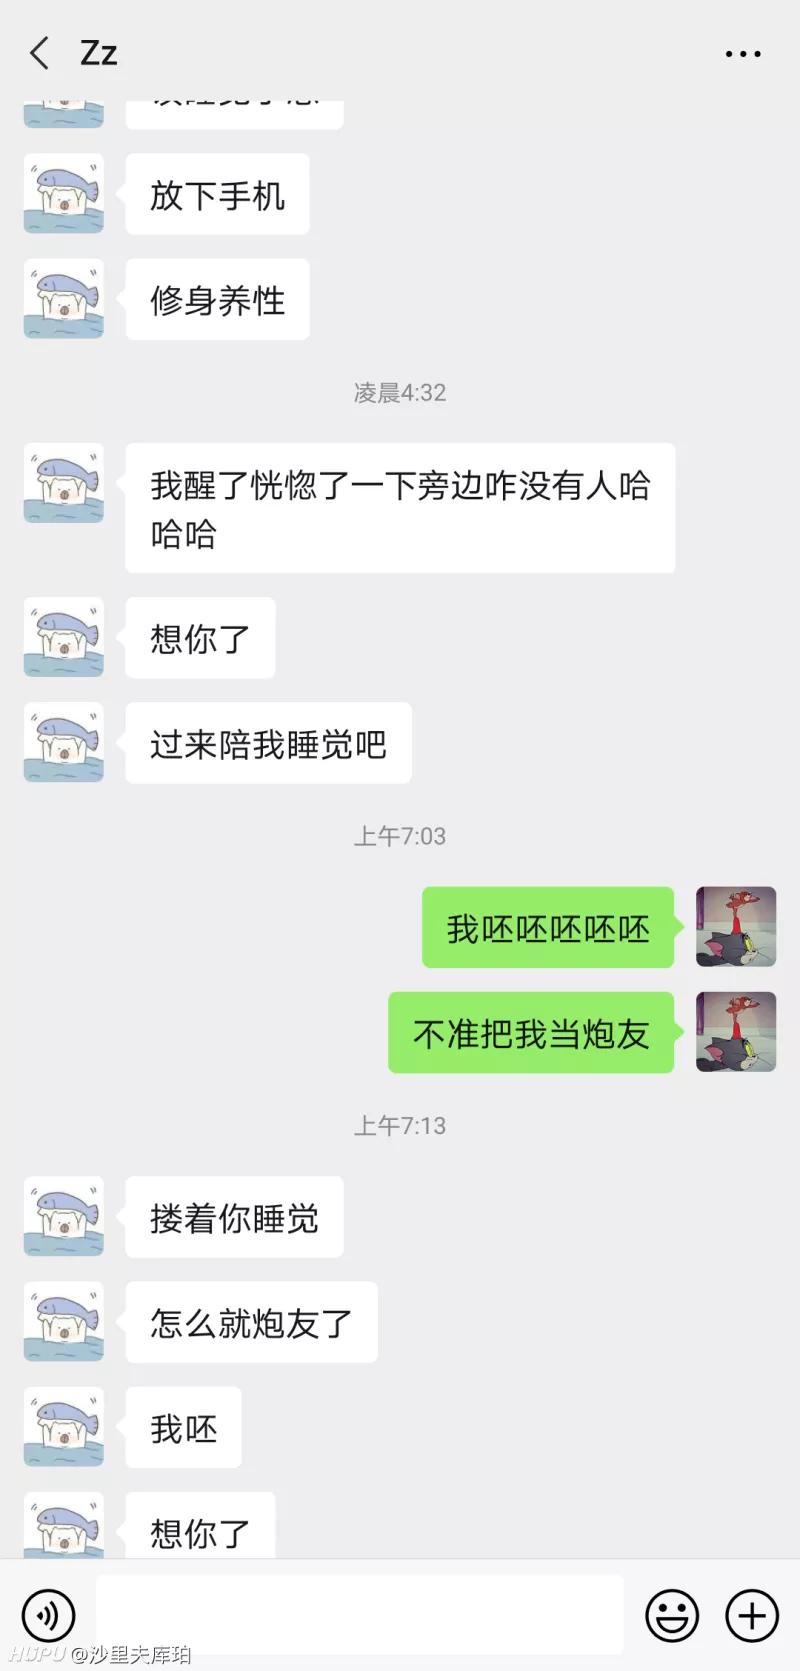 Zz
放下手机
修身养性
凌晨4:32
我醒了恍惚了一下旁边咋没有人哈
哈哈
想你了
过来陪我睡觉吧
上午7:03
我呸呸呸呸呸
不准把我当炮友
上午7:13
搂着你睡觉
怎么就炮友了
我呸
想你了
HUPU @沙里夫库珀